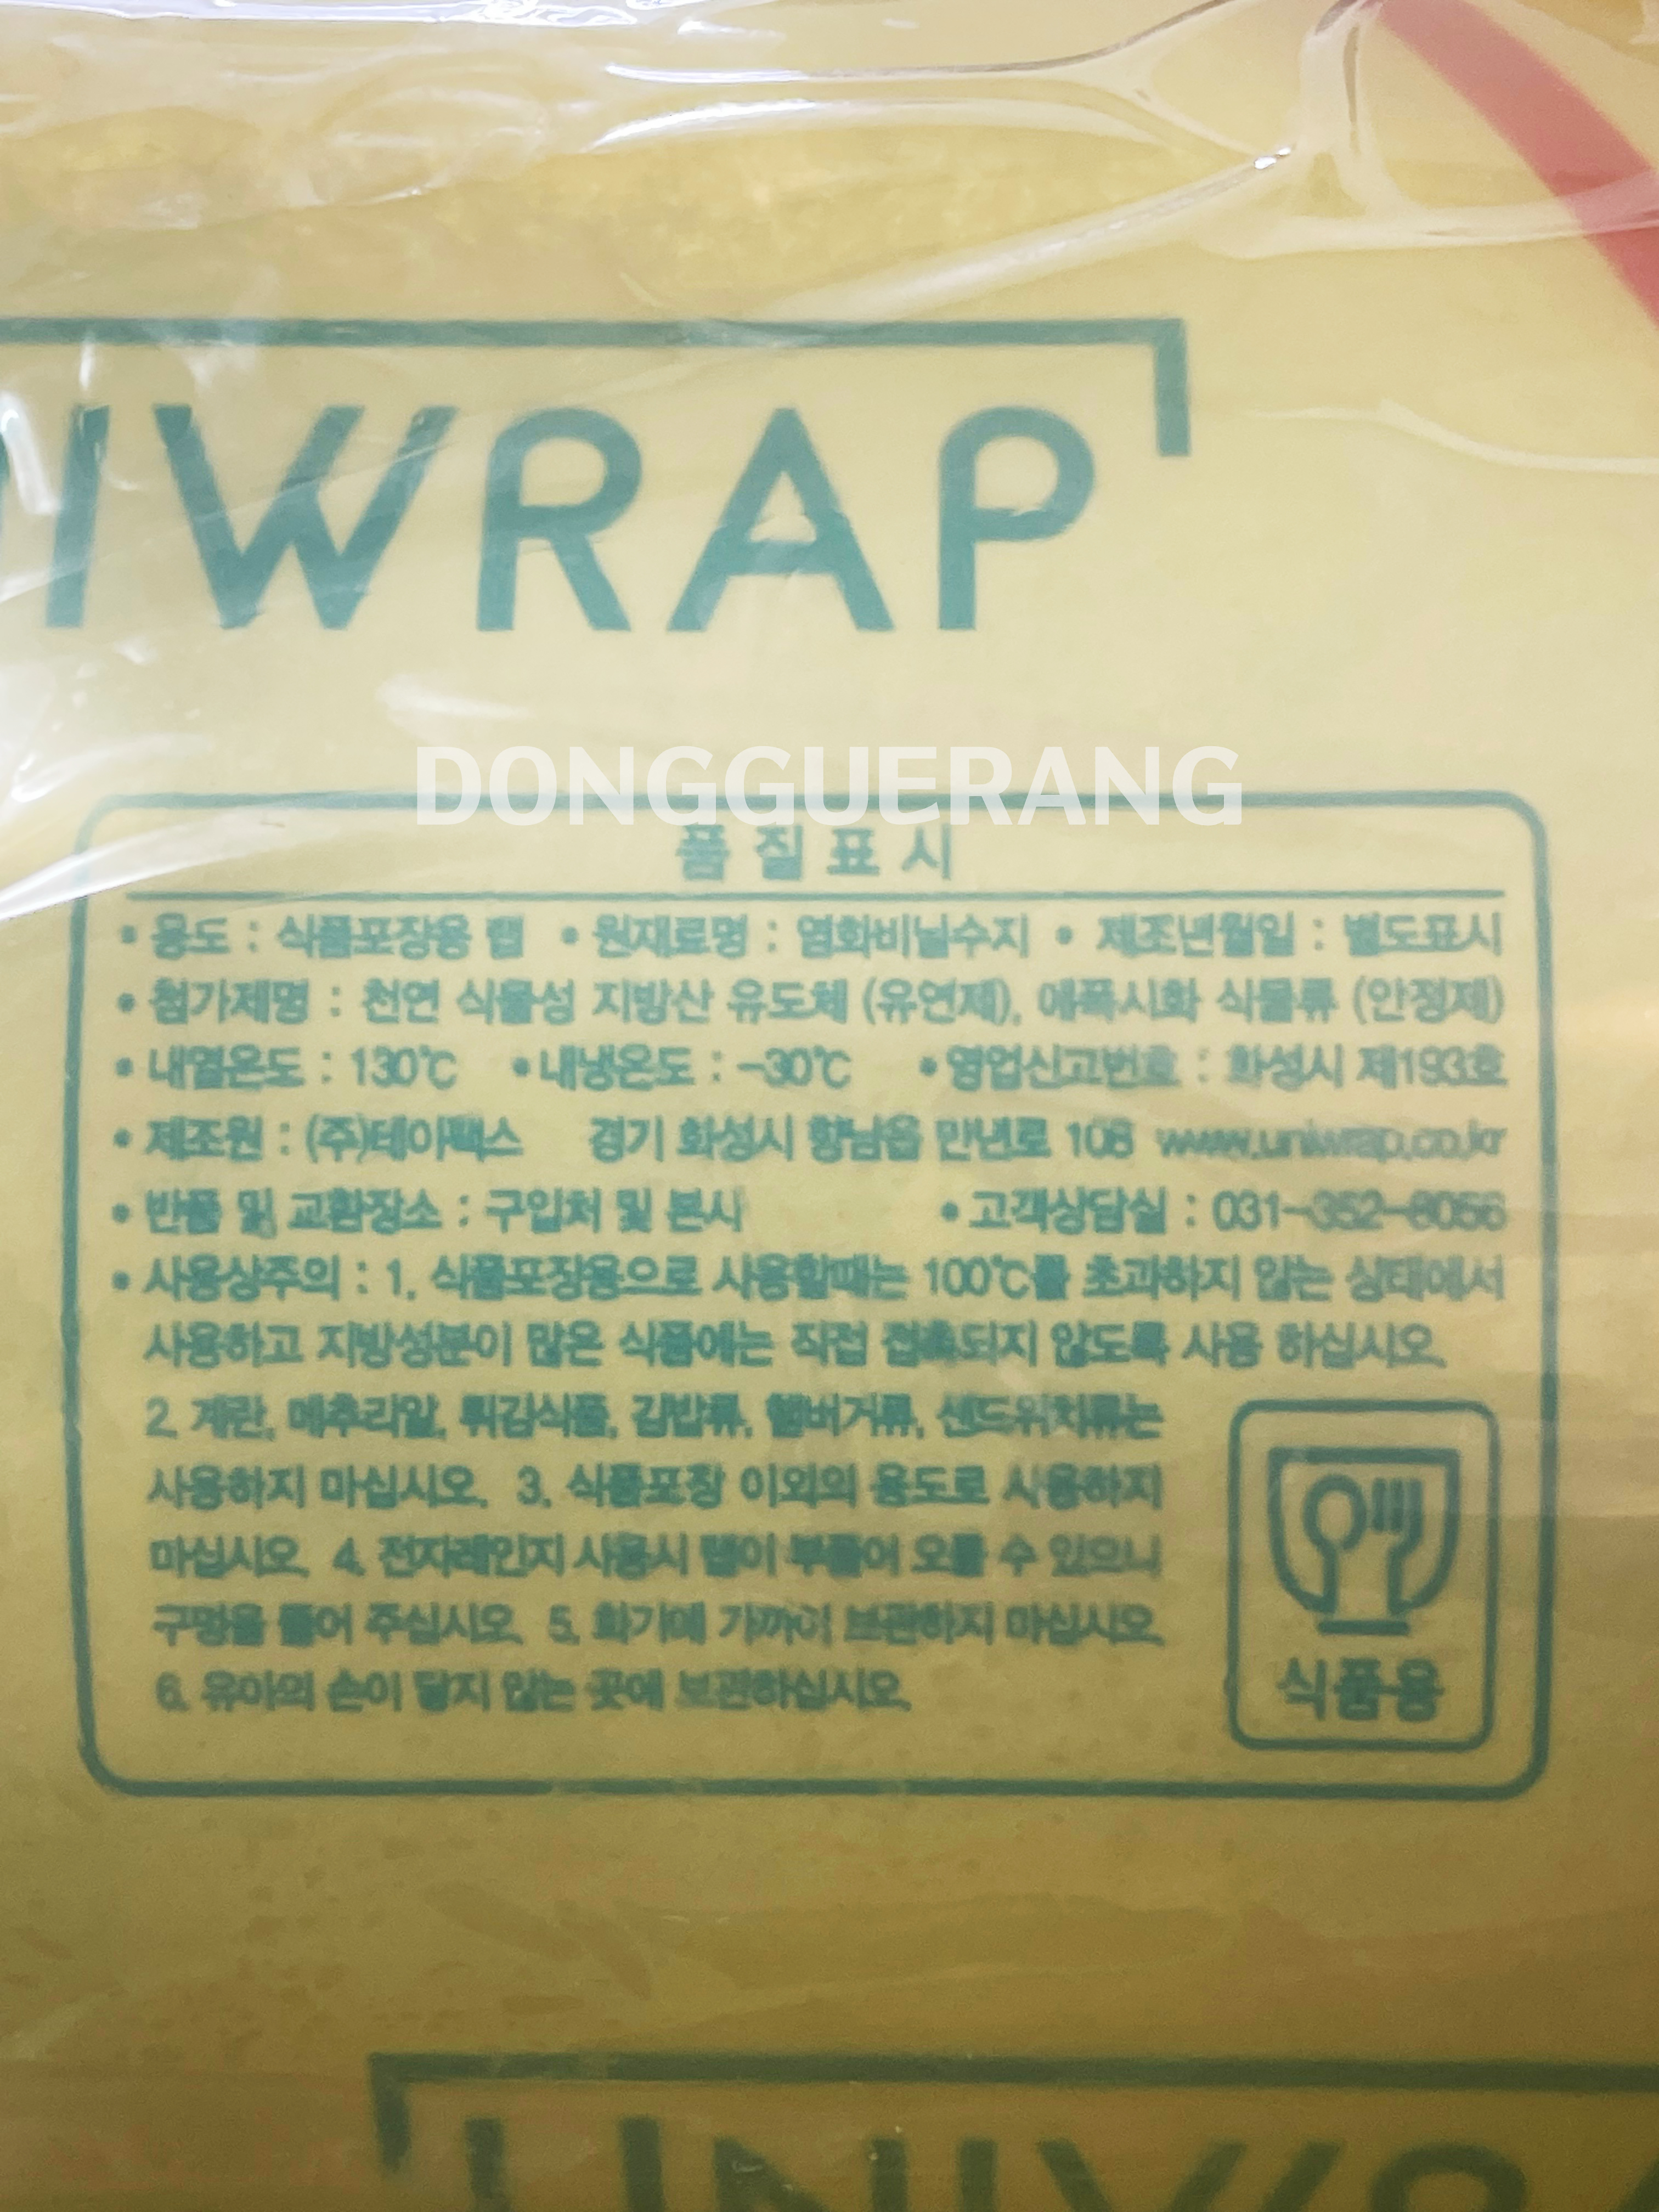 NIWRAP
DONGGUERANG
품질표시
• 용도 : 식품포장용 랩 • 원재료명 : 염화비닐수지 • 제조년월일 : 별도표시
• 첨가제명 : 천연 식물성 지방산 유도체 (유연제), 에폭시화 식물류 (안정제)
• 내열온도 : 130℃ • 내냉온도 : -30℃ • 영업신고번호 : 화성시 제193호
• 제조원 : (주)테이팩스 경기 화성시 향남읍 만년로 108 www.uniwrap.co.kr
• 반품 및 교환장소 : 구입처 및 본사 • 고객상담실 : 031-352-8056
• 사용상주의 : 1. 식품포장용으로 사용할때는 100℃를 초과하지 않는 상태에서
사용하고 지방성분이 많은 식품에는 직접 접촉되지 않도록 사용 하십시오.
2. 계란, 메추리알, 튀김식품, 김밥류, 햄버거류, 샌드위치류는
사용하지 마십시오. 3. 식품포장 이외의 용도로 사용하지
마십시오. 4. 전자레인지 사용시 랩이 부풀어 오를 수 있으니
구멍을 뚫어 주십시오. 5. 화기에 가까이 보관하지 마십시오.
6. 유아의 손이 닿지 않는 곳에 보관하십시오.
식품용
UNIWRA